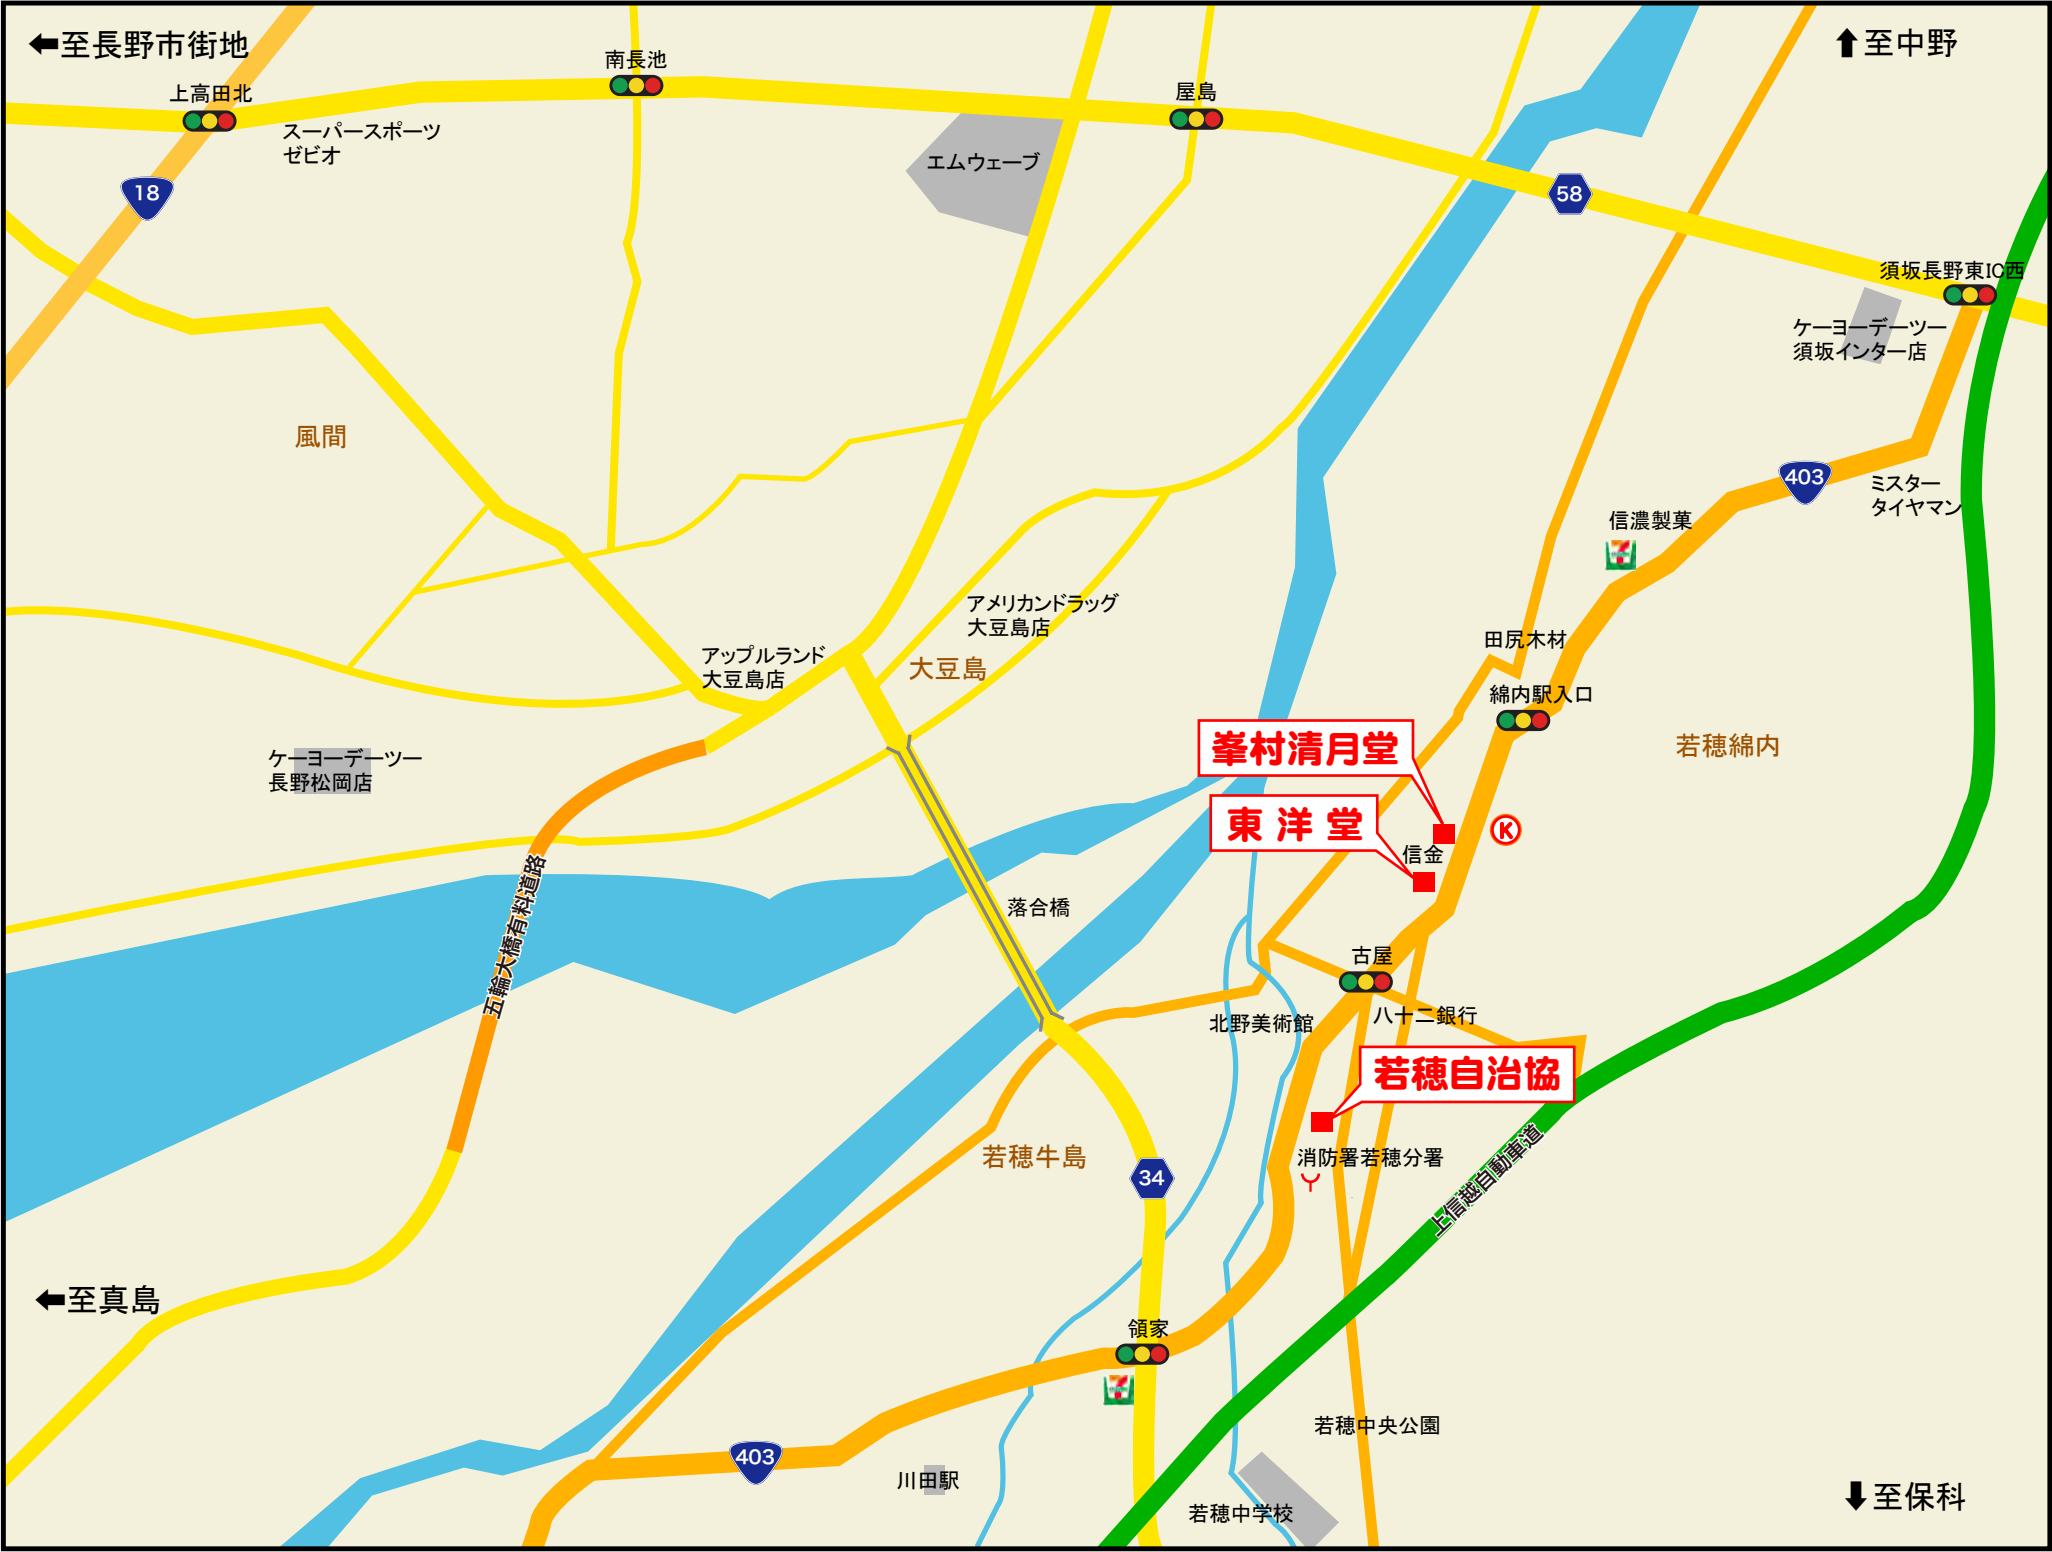 至長野市街地
至中野
南長池
上高田北
屋島
スーパースポーツ
ゼビオ
エムウェーブ
18
58
須坂長野東IC西
ケーヨーデーツー
須坂インター店
風間
403
ミスター
タイヤマン
信濃製菓
7
アメリカンドラッグ
大豆島店
田尻木材
アップルランド
大豆島店
大豆島
綿内駅入口
峯村清月堂
若穂綿内
ケーヨーデーツー
長野松岡店
東洋堂
K
信金
五輪大橋有料道路
落合橋
古屋
北野美術館
八十二銀行
若穂自治協
若穂牛島
消防署若穂分署
34
上信越自動車道
至真島
領家
7
若穂中央公園
403
川田駅
至保科
若穂中学校